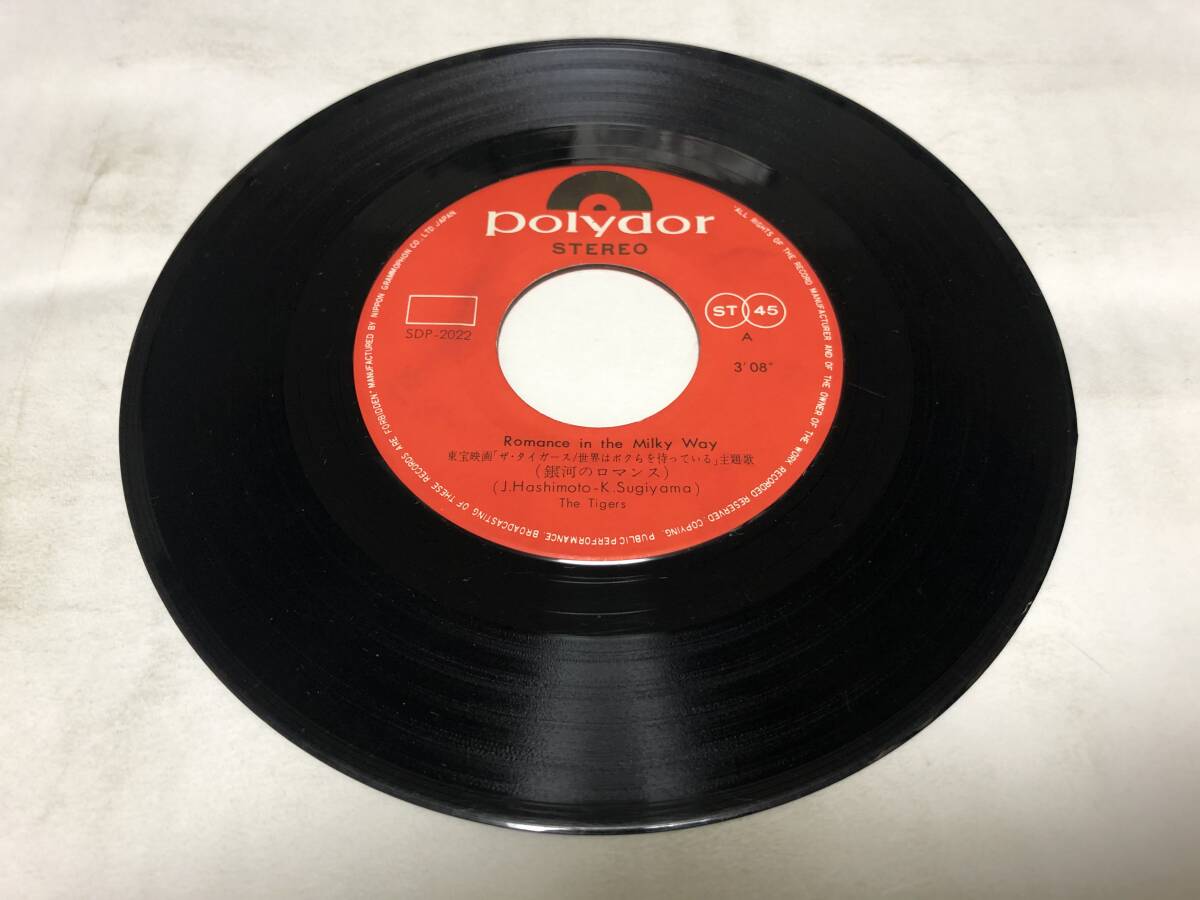 polydor
STEREO
SDP-2022
ST 45
A
3'08"
Romance in the Milky Way
東宝映画「ザ・タイガース/世界はボクらを待っている」主題歌
(銀河のロマンス)
(J.Hashimoto-K.Sugiyama)
The Tigers
"ALL RIGHTS OF THE RECORD MANUFACTURER AND OF THE OWNER OF THE WORK RECORDED RESERVED. COPYING. PUBLIC PERFORMANCE. BROADCASTING OF THESE RECORDS ARE FORBIDDEN." MANUFACTURED BY NIPPON GRAMMOPHON CO., LTD JAPAN